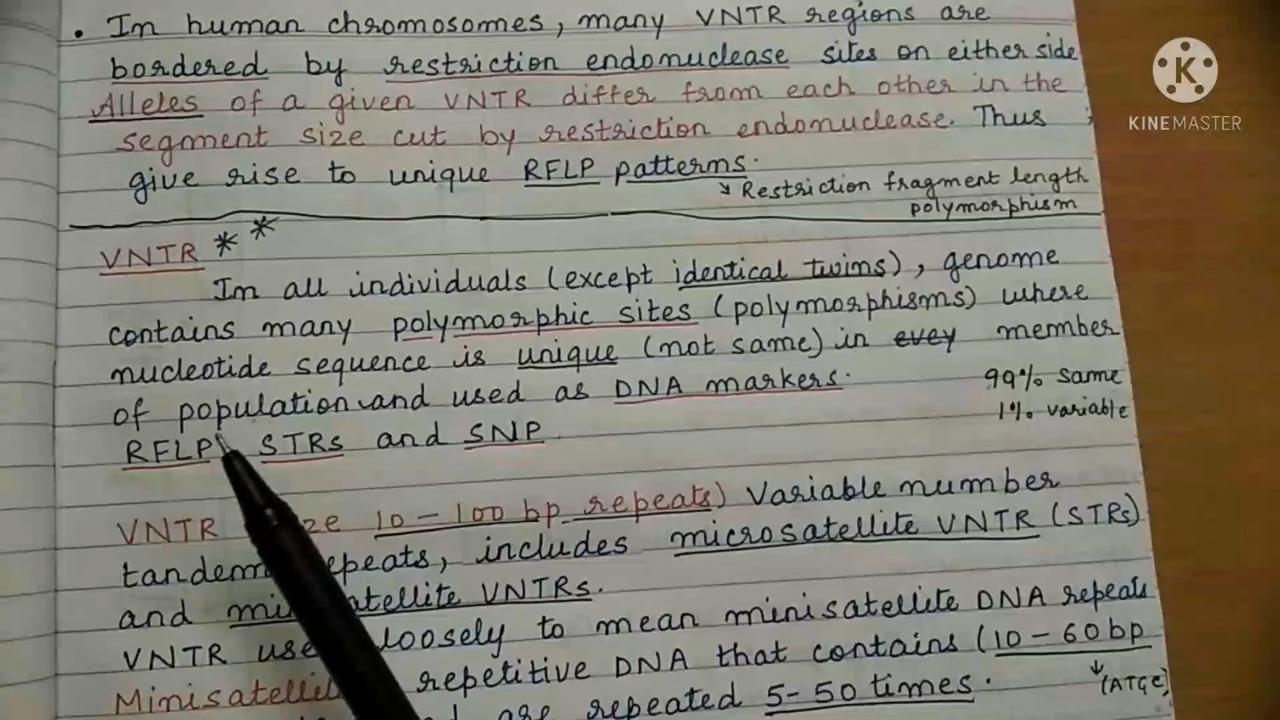 • In human chromosomes, many VNTR regions are
bordered by restriction endonuclease sites on either side
Alleles of a given VNTR differ from each other in the
segment size cut by restriction endonuclease. Thus
give rise to unique RFLP patterns.
↘ Restriction fragment length
polymorphism
VNTR * *
In all individuals (except identical twins), genome
contains many polymorphic sites (polymorphisms) where
nucleotide sequence is unique (not same) in evey member
of population and used as DNA markers.
99% same
1% variable
RFLP, STRs and SNP
VNTR 10-100 bp repeats) Variable number
tandem repeats, includes microsatellite VNTR (STRs)
and minisatellite VNTRs.
VNTR used loosely to mean minisatellite DNA repeats
Minisatellite repetitive DNA that contains (10-60 bp
↓ (ATGC)
are repeated 5-50 times.
K
KINEMASTER